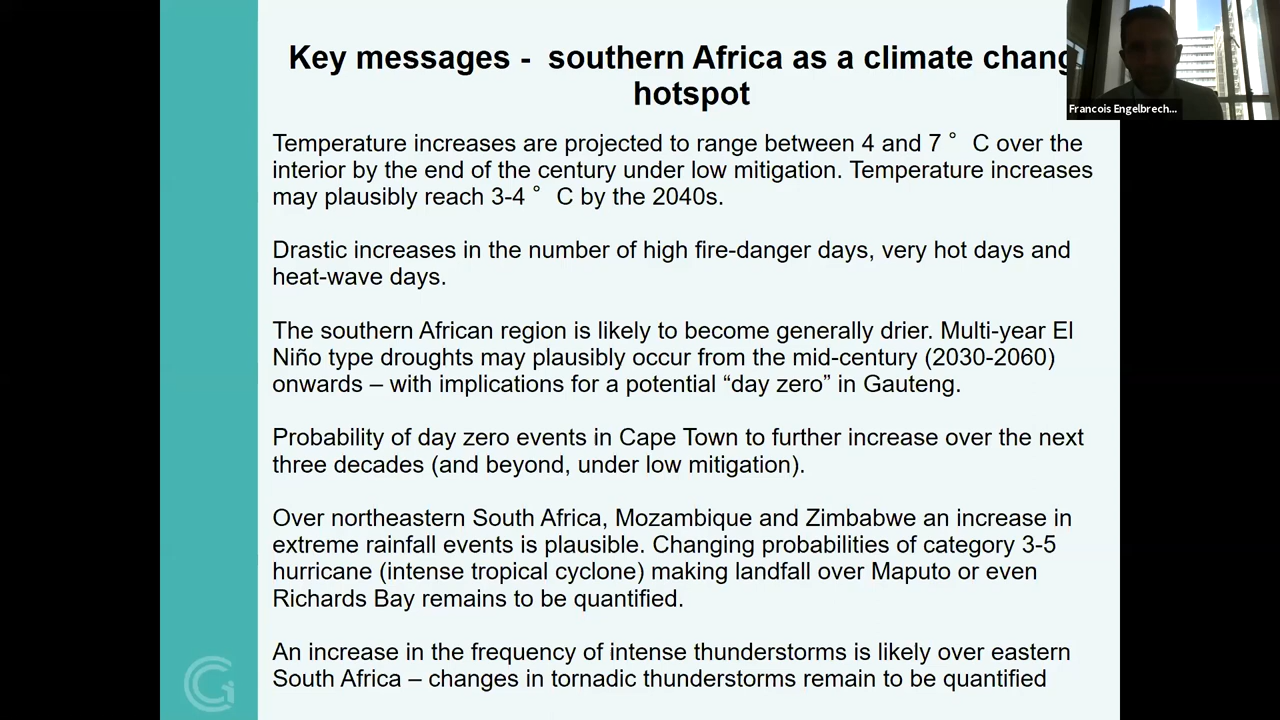 Key messages -  southern Africa as a climate chang
hotspot
Francois Engelbrech...
Temperature increases are projected to range between 4 and 7 ° C over the
interior by the end of the century under low mitigation. Temperature increases
may plausibly reach 3-4 ° C by the 2040s.
Drastic increases in the number of high fire-danger days, very hot days and
heat-wave days.
The southern African region is likely to become generally drier. Multi-year El
Niño type droughts may plausibly occur from the mid-century (2030-2060)
onwards – with implications for a potential “day zero” in Gauteng.
Probability of day zero events in Cape Town to further increase over the next
three decades (and beyond, under low mitigation).
Over northeastern South Africa, Mozambique and Zimbabwe an increase in
extreme rainfall events is plausible. Changing probabilities of category 3-5
hurricane (intense tropical cyclone) making landfall over Maputo or even
Richards Bay remains to be quantified.
An increase in the frequency of intense thunderstorms is likely over eastern
South Africa – changes in tornadic thunderstorms remain to be quantified